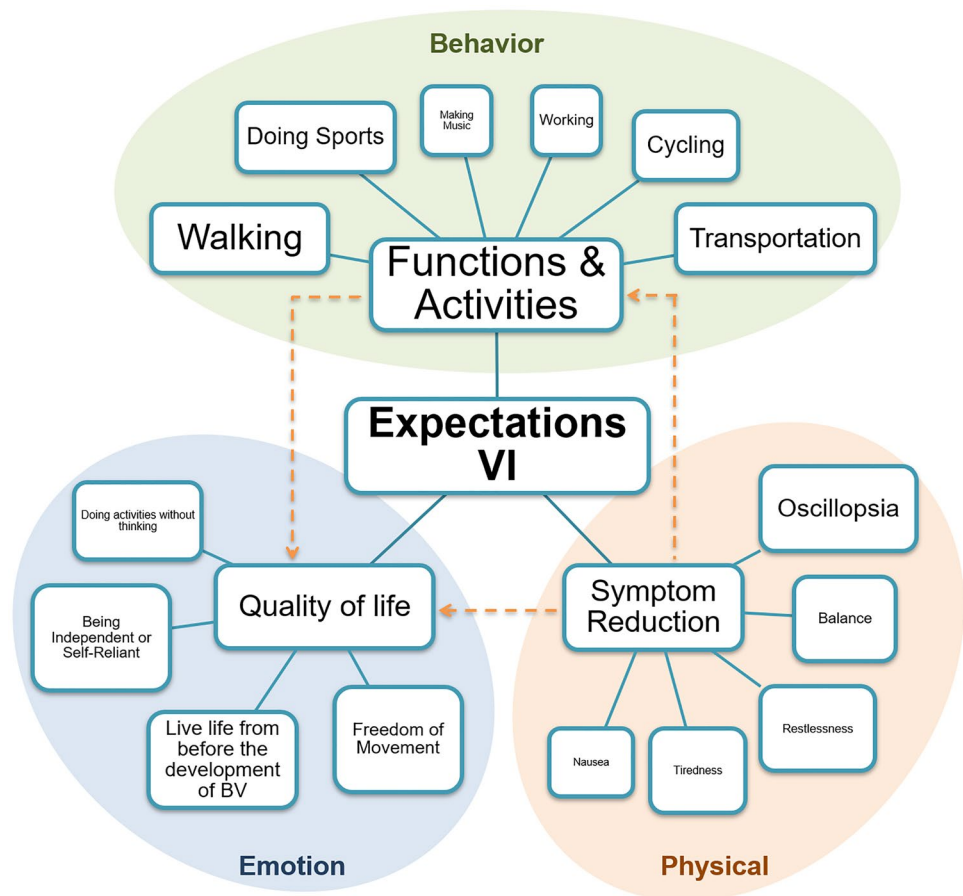 Behavior
Doing Sports
Making
Music
Working
Cycling
Walking
Functions &
Activities
Transportation
Expectations
VI
Doing activities without
thinking
Being
Independent or
Self-Reliant
Quality of life
Live life from
before the
development
of BV
Freedom of
Movement
Emotion
Oscillopsia
Symptom
Reduction
Balance
Restlessness
Nausea
Tiredness
Physical